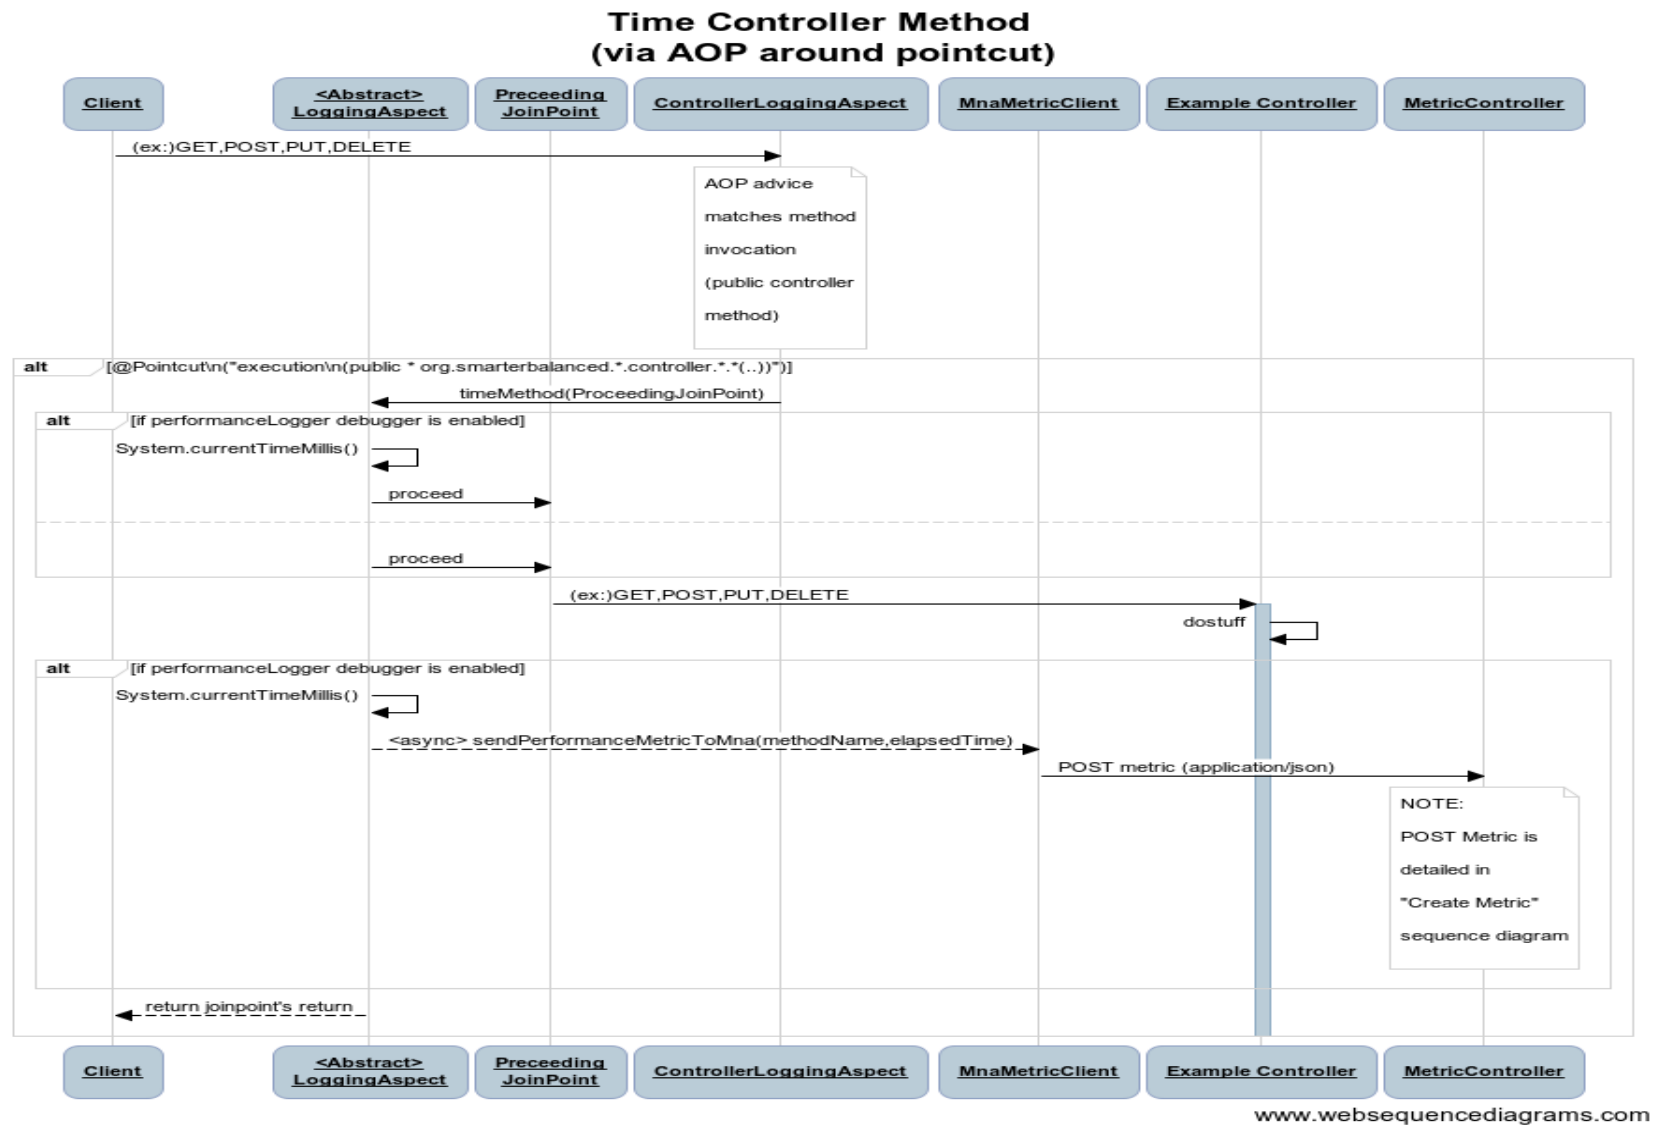 Time Controller Method
(via AOP around pointcut)
Client
<Abstract>
LoggingAspect
Preceeding
JoinPoint
ControllerLoggingAspect
MnaMetricClient
Example Controller
MetricController
(ex:)GET,POST,PUT,DELETE
AOP advice
matches method
invocation
(public controller
method)
alt
[@Pointcut\n("execution\n(public * org.smarterbalanced.*.controller.*.*(..))")]
timeMethod(ProceedingJoinPoint)
alt
[if performanceLogger debugger is enabled]
System.currentTimeMillis()
proceed
proceed
(ex:)GET,POST,PUT,DELETE
dostuff
alt
[if performanceLogger debugger is enabled]
System.currentTimeMillis()
<async> sendPerformanceMetricToMna(methodName,elapsedTime)
POST metric (application/json)
NOTE:
POST Metric is
detailed in
"Create Metric"
sequence diagram
return joinpoint's return
Client
<Abstract>
LoggingAspect
Preceeding
JoinPoint
ControllerLoggingAspect
MnaMetricClient
Example Controller
MetricController
www.websequencediagrams.com